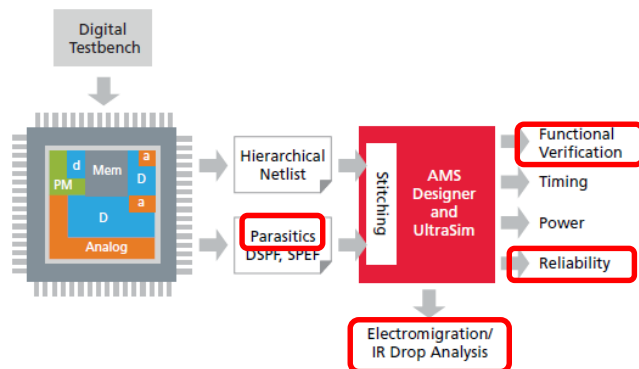 Digital
Testbench
d
a
Mem
D
PM
a
D
Analog
Hierarchical
Netlist
Parasitics
DSPF, SPEF
Stitching
AMS
Designer
and
UltraSim
Functional
Verification
Timing
Power
Reliability
Electromigration/
IR Drop Analysis